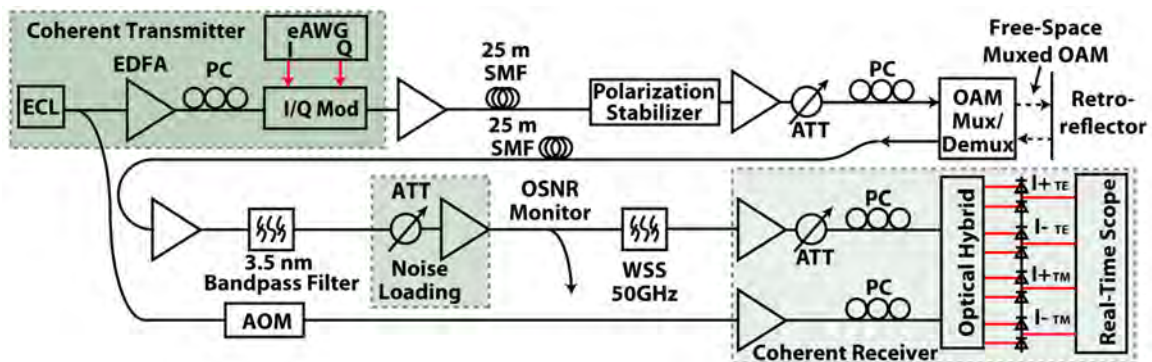 Coherent Transmitter
eAWG
I Q
EDFA
PC
ECL
I/Q Mod
25 m
SMF
Polarization
Stabilizer
ATT
PC
OAM
Mux/
Demux
Free-Space
Muxed OAM
Retro-
reflector
25 m
SMF
3.5 nm
Bandpass Filter
ATT
Noise
Loading
OSNR
Monitor
WSS
50GHz
ATT
PC
Optical Hybrid
I+ TE
I- TE
I+ TM
I- TM
Real-Time Scope
AOM
PC
Coherent Receiver